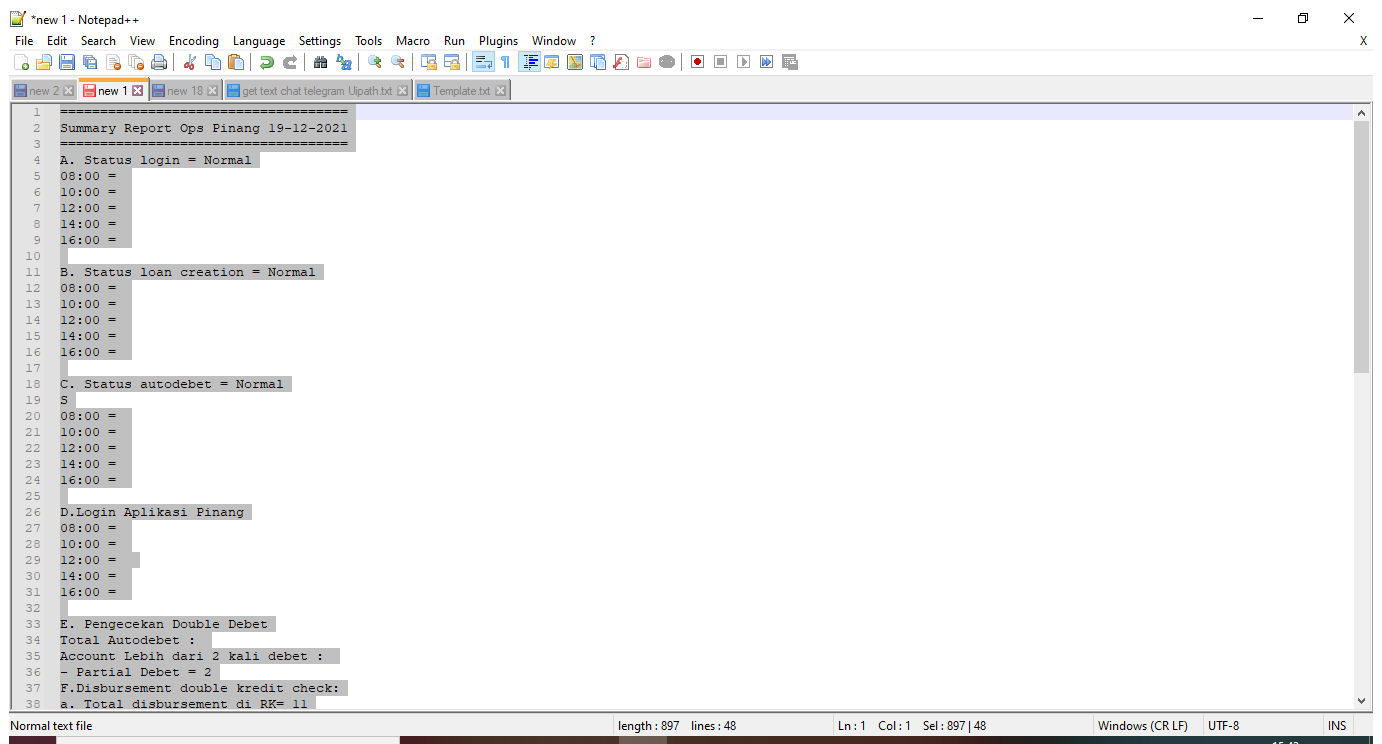 *new 1 - Notepad++
File Edit Search View Encoding Language Settings Tools Macro Run Plugins Window ? X
new 2 new 1 new 18 get text chat telegram Uipath.txt Template.txt
1 ====================================
2 Summary Report Ops Pinang 19-12-2021
3 ====================================
4 A. Status login = Normal
5 08:00 =
6 10:00 =
7 12:00 =
8 14:00 =
9 16:00 =
10
11 B. Status loan creation = Normal
12 08:00 =
13 10:00 =
14 12:00 =
15 14:00 =
16 16:00 =
17
18 C. Status autodebet = Normal
19 S
20 08:00 =
21 10:00 =
22 12:00 =
23 14:00 =
24 16:00 =
25
26 D.Login Aplikasi Pinang
27 08:00 =
28 10:00 =
29 12:00 =
30 14:00 =
31 16:00 =
32
33 E. Pengecekan Double Debet
34 Total Autodebet :
35 Account Lebih dari 2 kali debet :
36 - Partial Debet = 2
37 F.Disbursement double kredit check:
38 a. Total disbursement di RK= 11
Normal text file length : 897 lines : 48 Ln : 1 Col : 1 Sel : 897 | 48 Windows (CR LF) UTF-8 INS